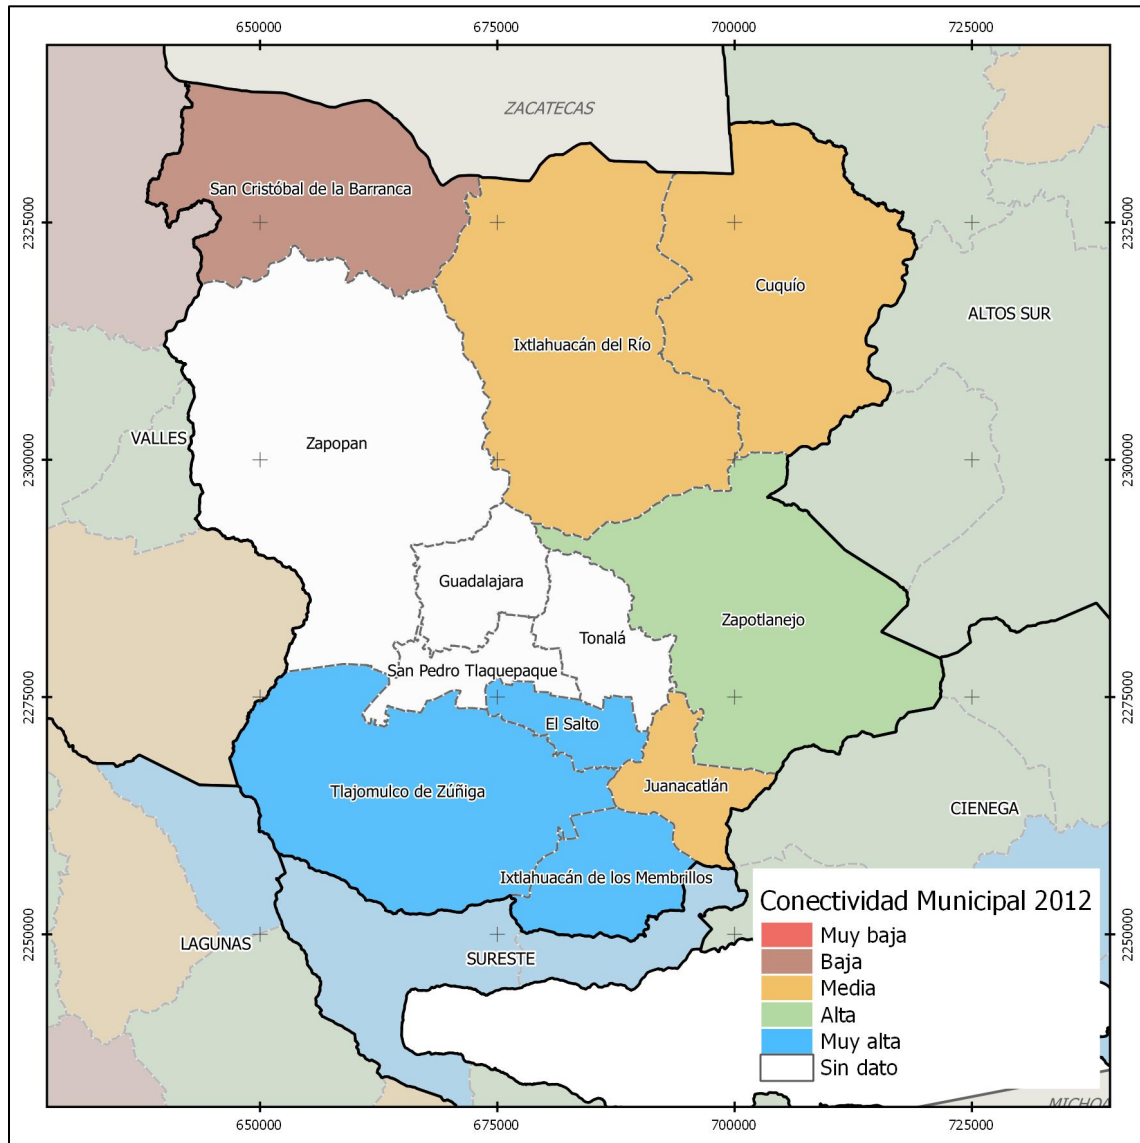 650000
675000
700000
725000
ZACATECAS
San Cristóbal de la Barranca
2325000
2325000
Cuquío
ALTOS SUR
Ixtlahuacán del Río
VALLES
Zapopan
2300000
2300000
Guadalajara
Tonalá
Zapotlanejo
San Pedro Tlaquepaque
2275000
2275000
El Salto
Juanacatlán
Tlajomulco de Zúñiga
CIENEGA
Ixtlahuacán de los Membrillos
LAGUNAS
SURESTE
2250000
2250000
Conectividad Municipal 2012
Muy baja
Baja
Media
Alta
Muy alta
Sin dato
650000
675000
700000
725000